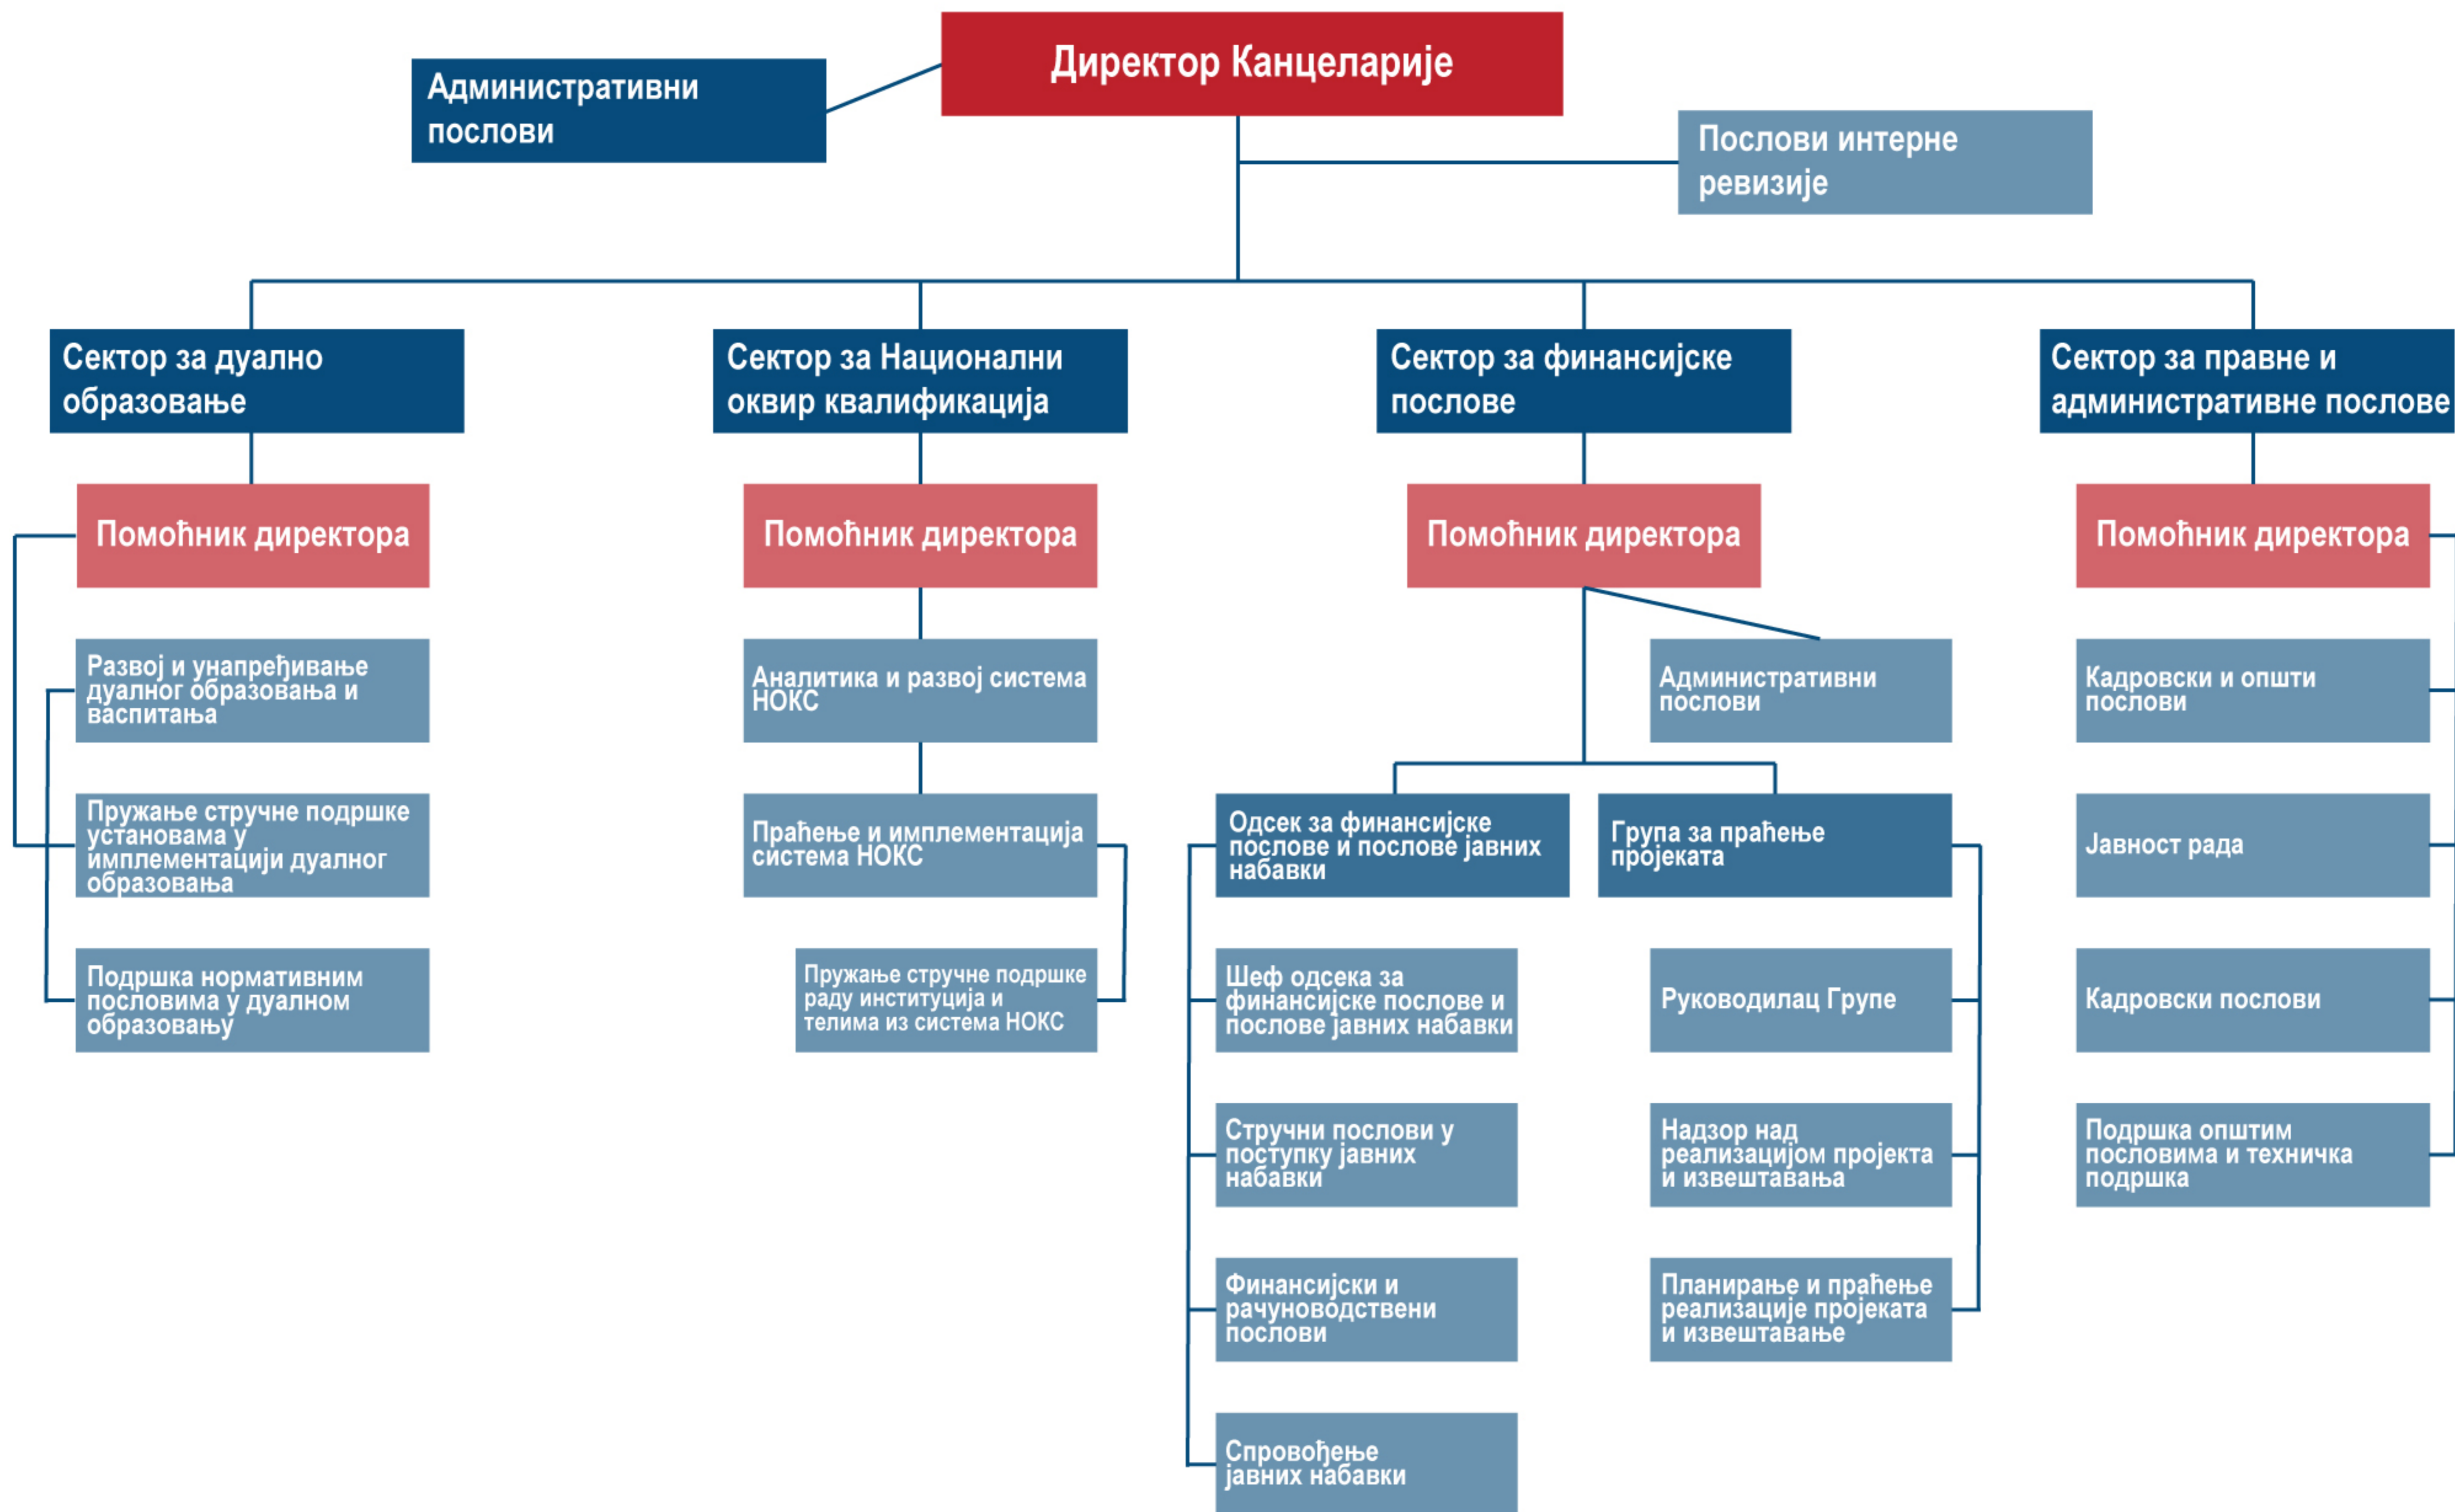 Директор Канцеларије
Административни
послови
Послови интерне
ревизије
Сектор за дуално
образовање
Сектор за Национални
оквир квалификација
Сектор за финансијске
послове
Сектор за правне и
административне послове
Помоћник директора
Помоћник директора
Помоћник директора
Помоћник директора
Развој и унапређивање
дуалног образовања и
васпитања
Пружање стручне подршке
установама у
имплементацији дуалног
образовања
Подршка нормативним
пословима у дуалном
образовању
Аналитика и развој система
НОКС
Праћење и имплементација
система НОКС
Пружање стручне подршке
раду институција и
телима из система НОКС
Административни
послови
Одсек за финансијске
послове и послове јавних
набавки
Шеф одсека за
финансијске послове и
послове јавних набавки
Стручни послови у
поступку јавних
набавки
Финансијски и
рачуноводствени
послови
Спровођење
јавних набавки
Група за праћење
пројеката
Руководилац Групе
Надзор над
реализацијом пројекта
и извештавања
Планирање и праћење
реализације пројеката
и извештавање
Кадровски и општи
послови
Јавност рада
Кадровски послови
Подршка општим
пословима и техничка
подршка